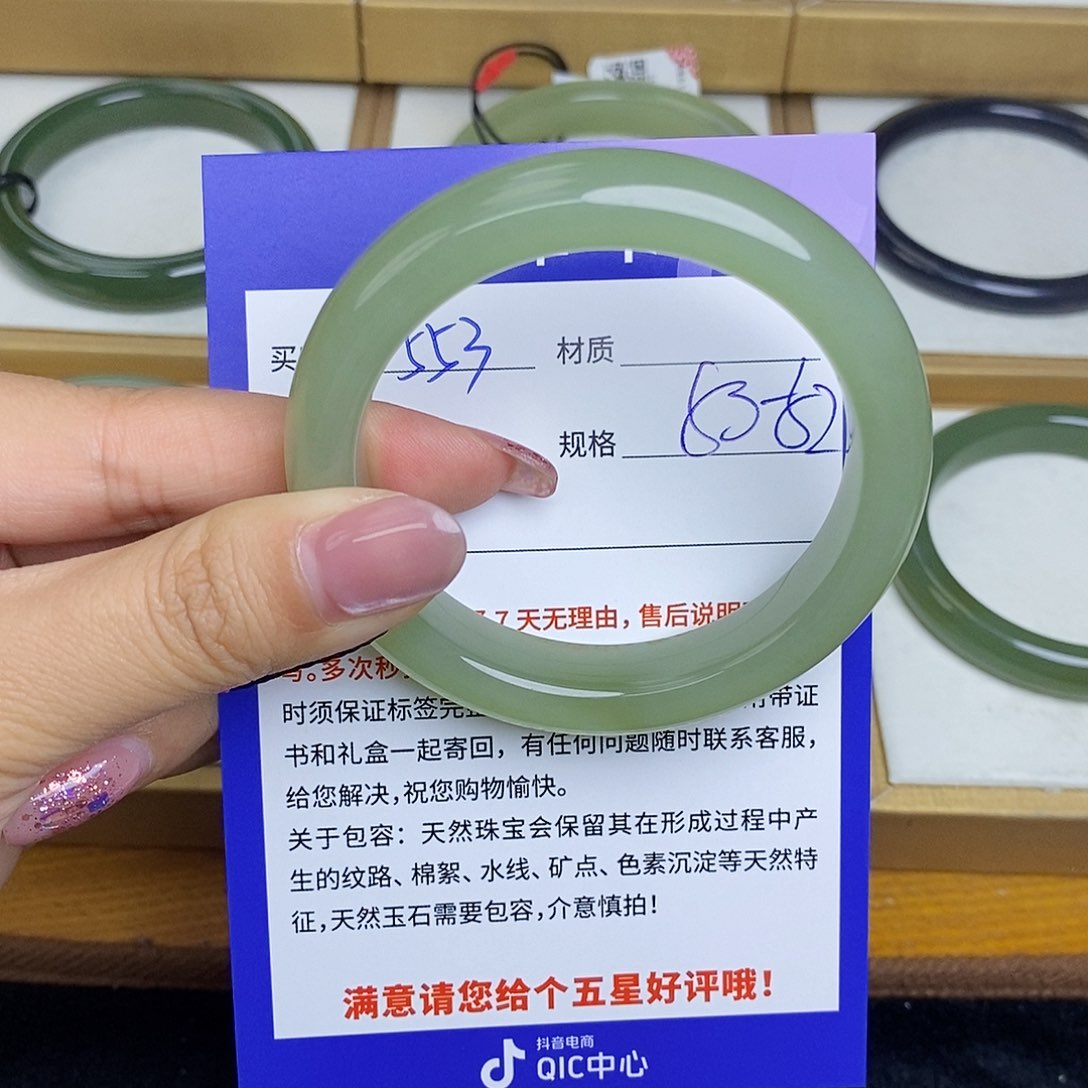 买 553 材质
规格 53-52
7天无理由，售后说明
多次秒
时须保证标签完 带证
书和礼盒一起寄回，有任何问题随时联系客服，
给您解决，祝您购物愉快。
关于包容：天然珠宝会保留其在形成过程中产
生的纹路、棉絮、水线、矿点、色素沉淀等天然特
征，天然玉石需要包容，介意慎拍！
满意请您给个五星好评哦！
抖音电商
QIC中心